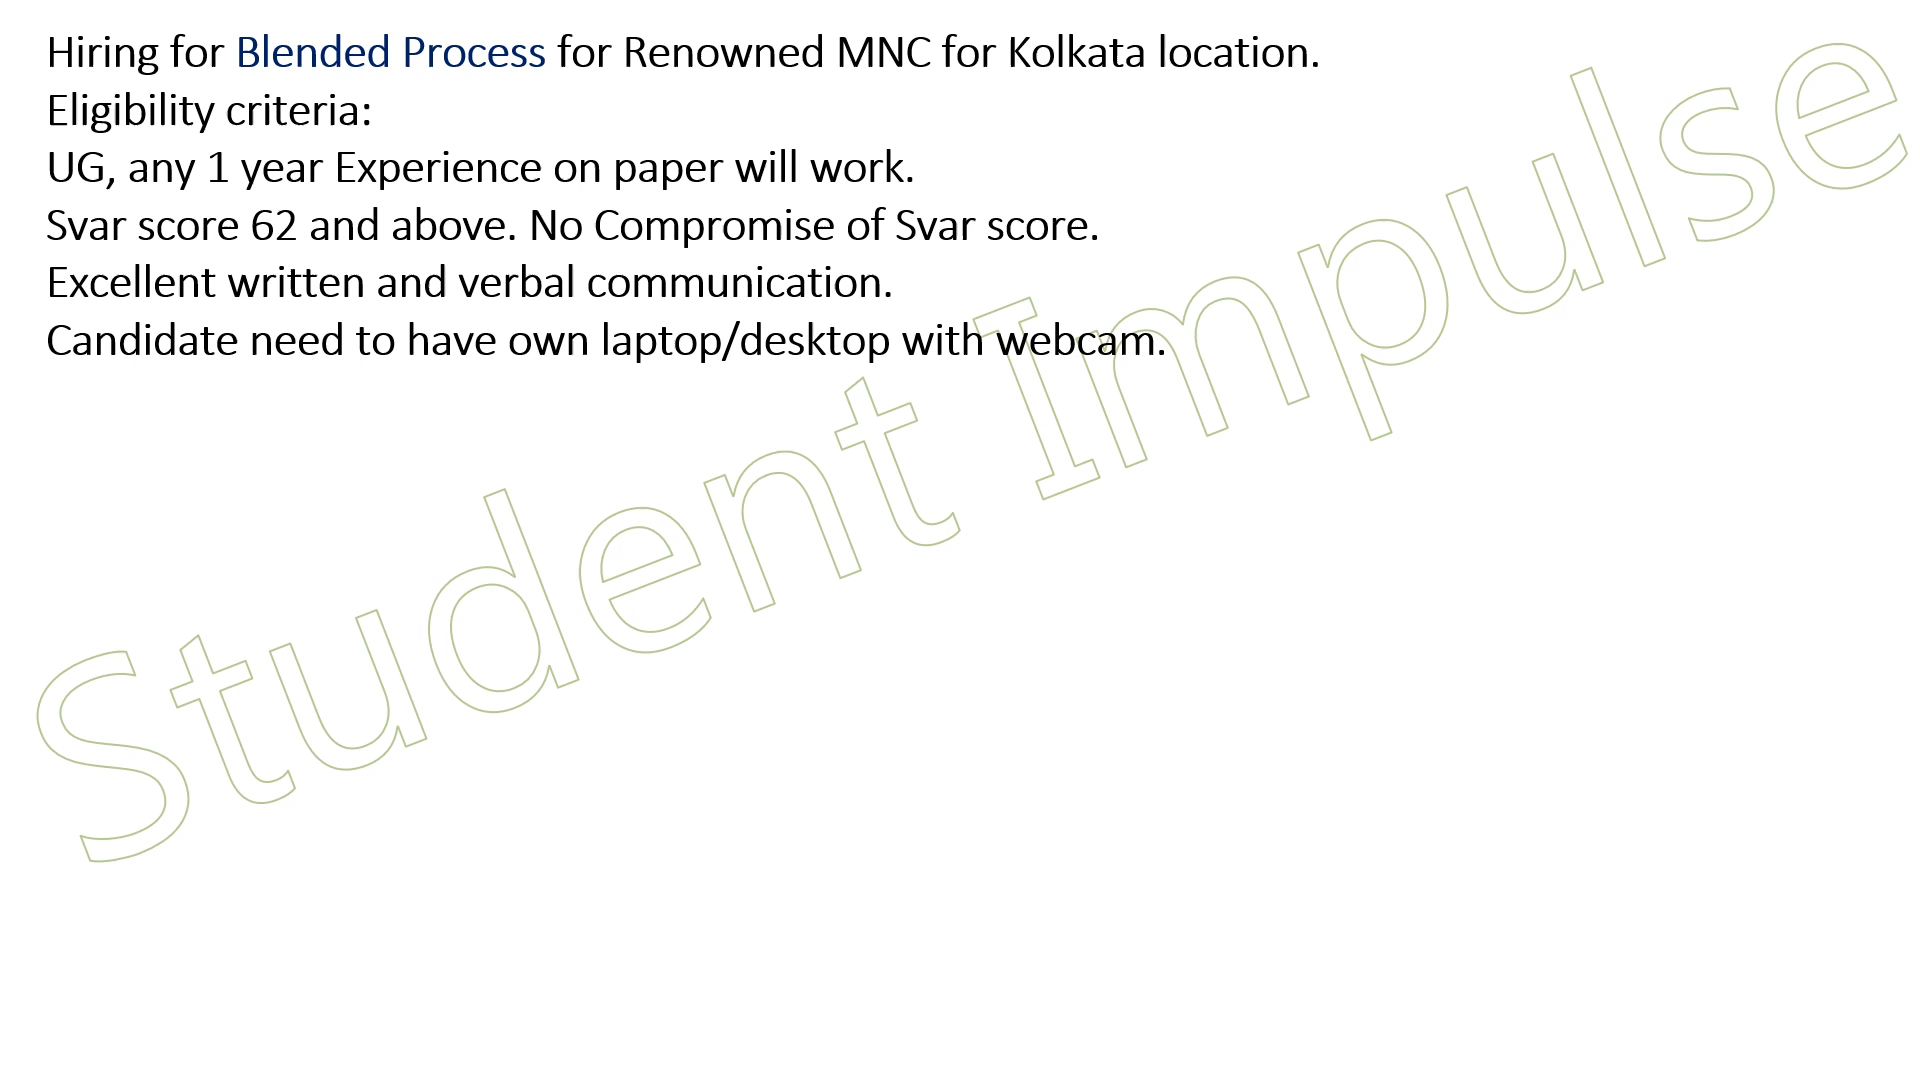 Hiring for Blended Process for Renowned MNC for Kolkata location.
Eligibility criteria:
UG, any 1 year Experience on paper will work.
Svar score 62 and above. No Compromise of Svar score.
Excellent written and verbal communication.
Candidate need to have own laptop/desktop with webcam.
Student Impulse